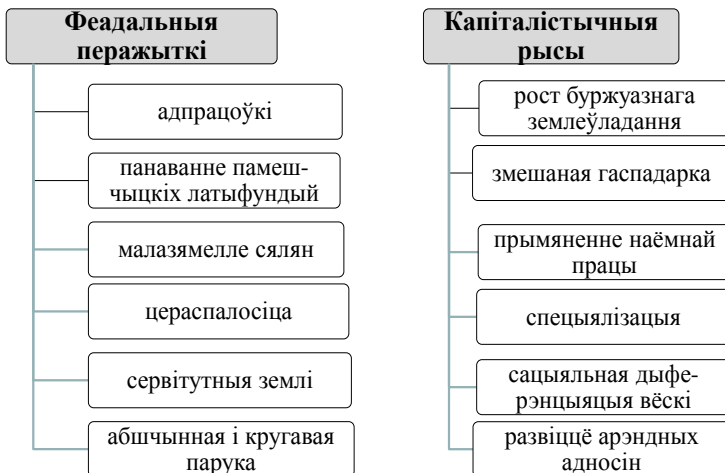 Феадальныя
перажыткі
адпрацоўкі
панаванне памеш-
чыцкіх латыфундый
малазямелле сялян
цераспалосіца
сервітутныя землі
абшчынная і кругавая
парука
Капіталістычныя
рысы
рост буржуазнага
землеўладання
змешаная гаспадарка
прымяненне наёмнай
працы
спецыялізацыя
сацыяльная дыфе-
рэнцыяцыя вёскі
развіццё арэндных
адносін